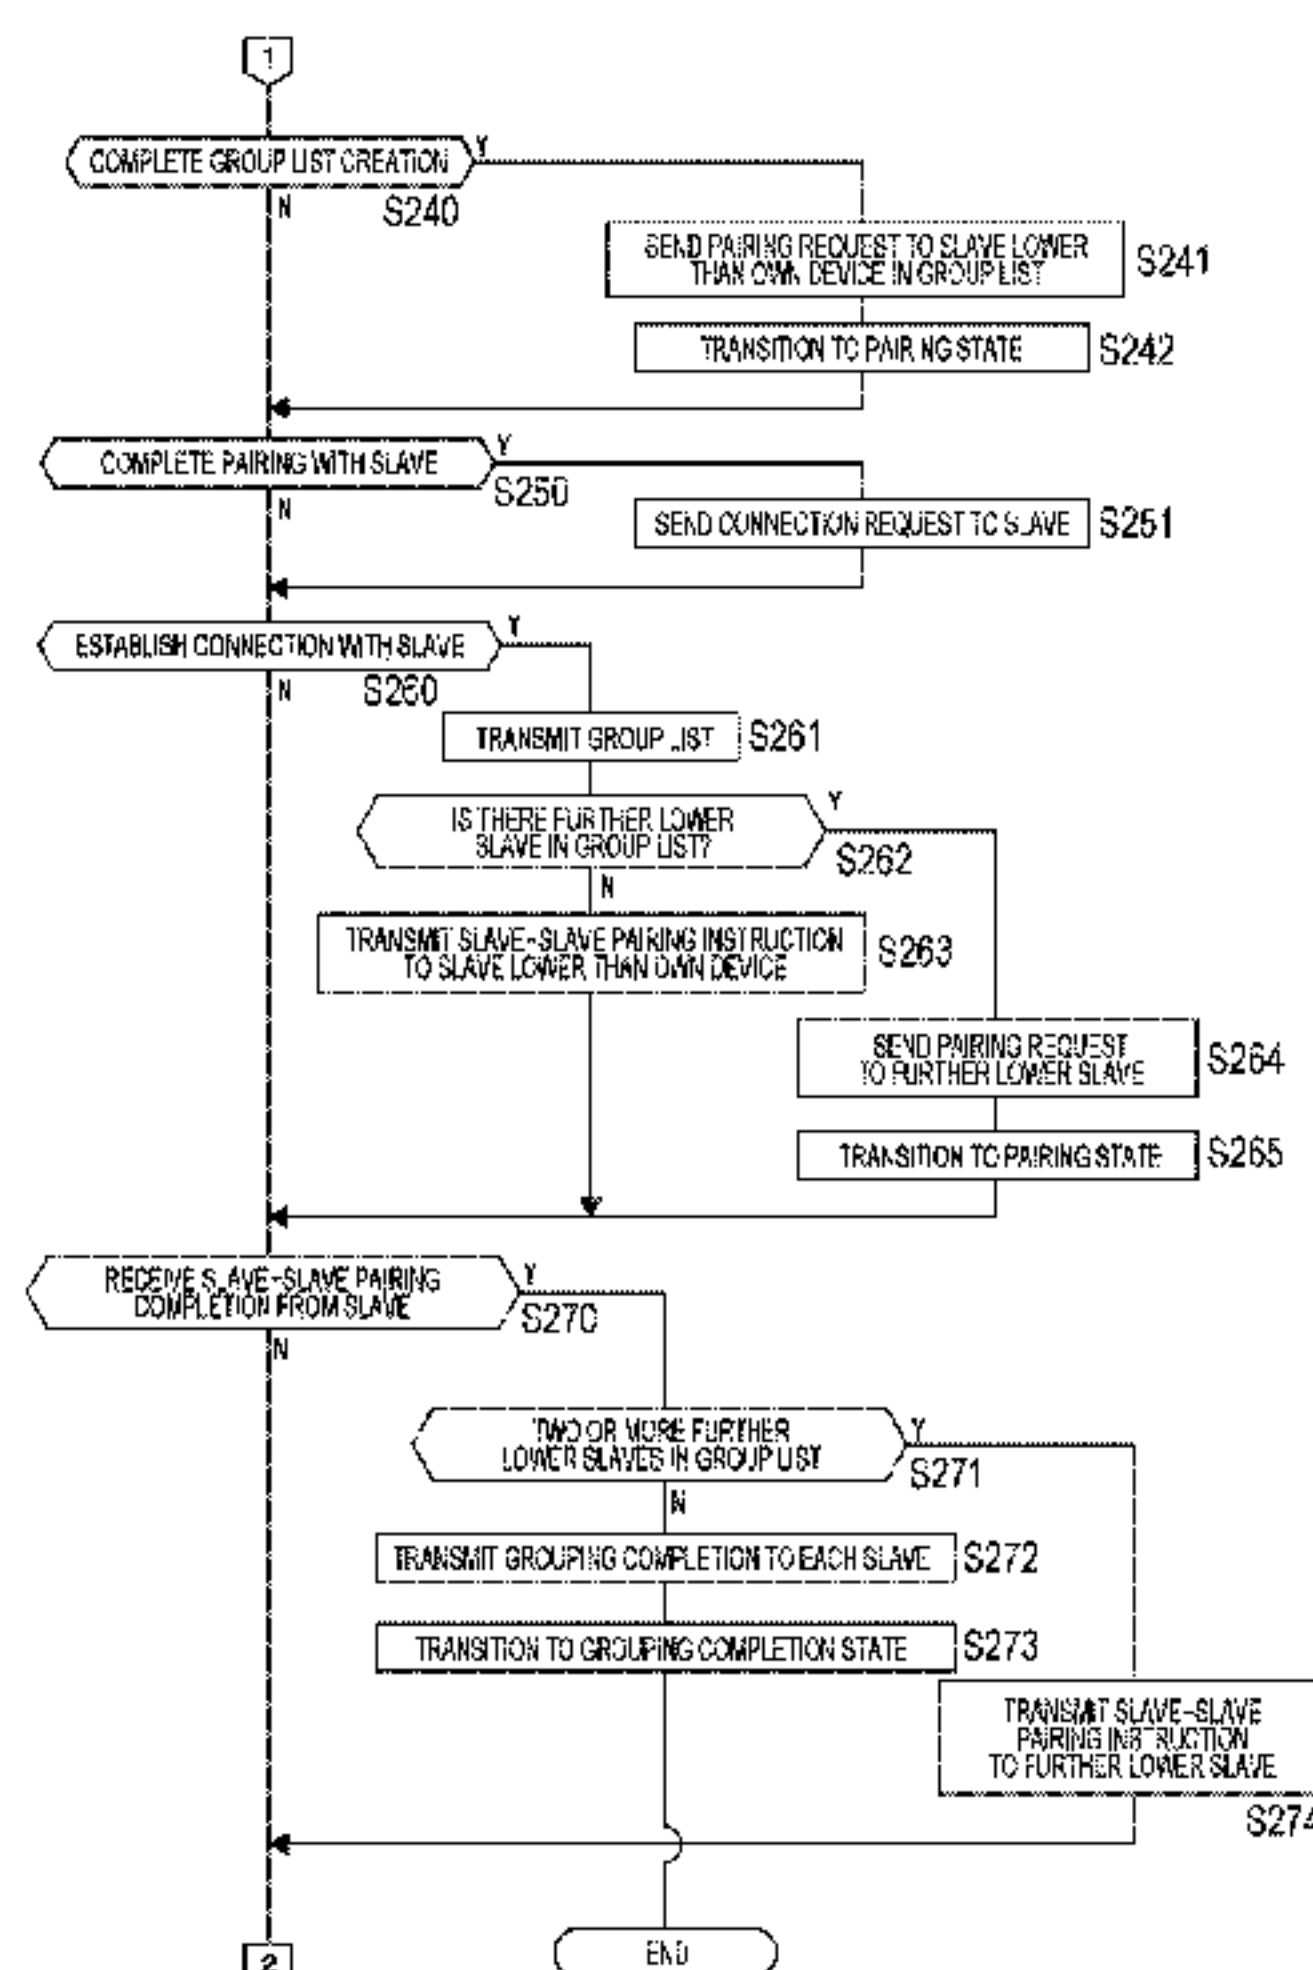 1
COMPLETE GROUP LIST CREATION
Y
N
S240
SEND PAIRING REQUEST TO SLAVE LOWER
THAN OWN DEVICE IN GROUP LIST
S241
TRANSITION TO PAIRING STATE
S242
COMPLETE PAIRING WITH SLAVE
Y
N
S250
SEND CONNECTION REQUEST TO SLAVE
S251
ESTABLISH CONNECTION WITH SLAVE
Y
N
S260
TRANSMIT GROUP LIST
S261
IS THERE FURTHER LOWER
SLAVE IN GROUP LIST?
Y
S262
N
TRANSMIT SLAVE-SLAVE PAIRING INSTRUCTION
TO SLAVE LOWER THAN OWN DEVICE
S263
SEND PAIRING REQUEST
TO FURTHER LOWER SLAVE
S264
TRANSITION TO PAIRING STATE
S265
RECEIVE SLAVE-SLAVE PAIRING
COMPLETION FROM SLAVE
Y
S270
N
TWO OR MORE FURTHER
LOWER SLAVES IN GROUP LIST
Y
S271
N
TRANSMIT GROUPING COMPLETION TO EACH SLAVE
S272
TRANSITION TO GROUPING COMPLETION STATE
S273
TRANSMIT SLAVE-SLAVE
PAIRING INSTRUCTION
TO FURTHER LOWER SLAVE
S274
END
2